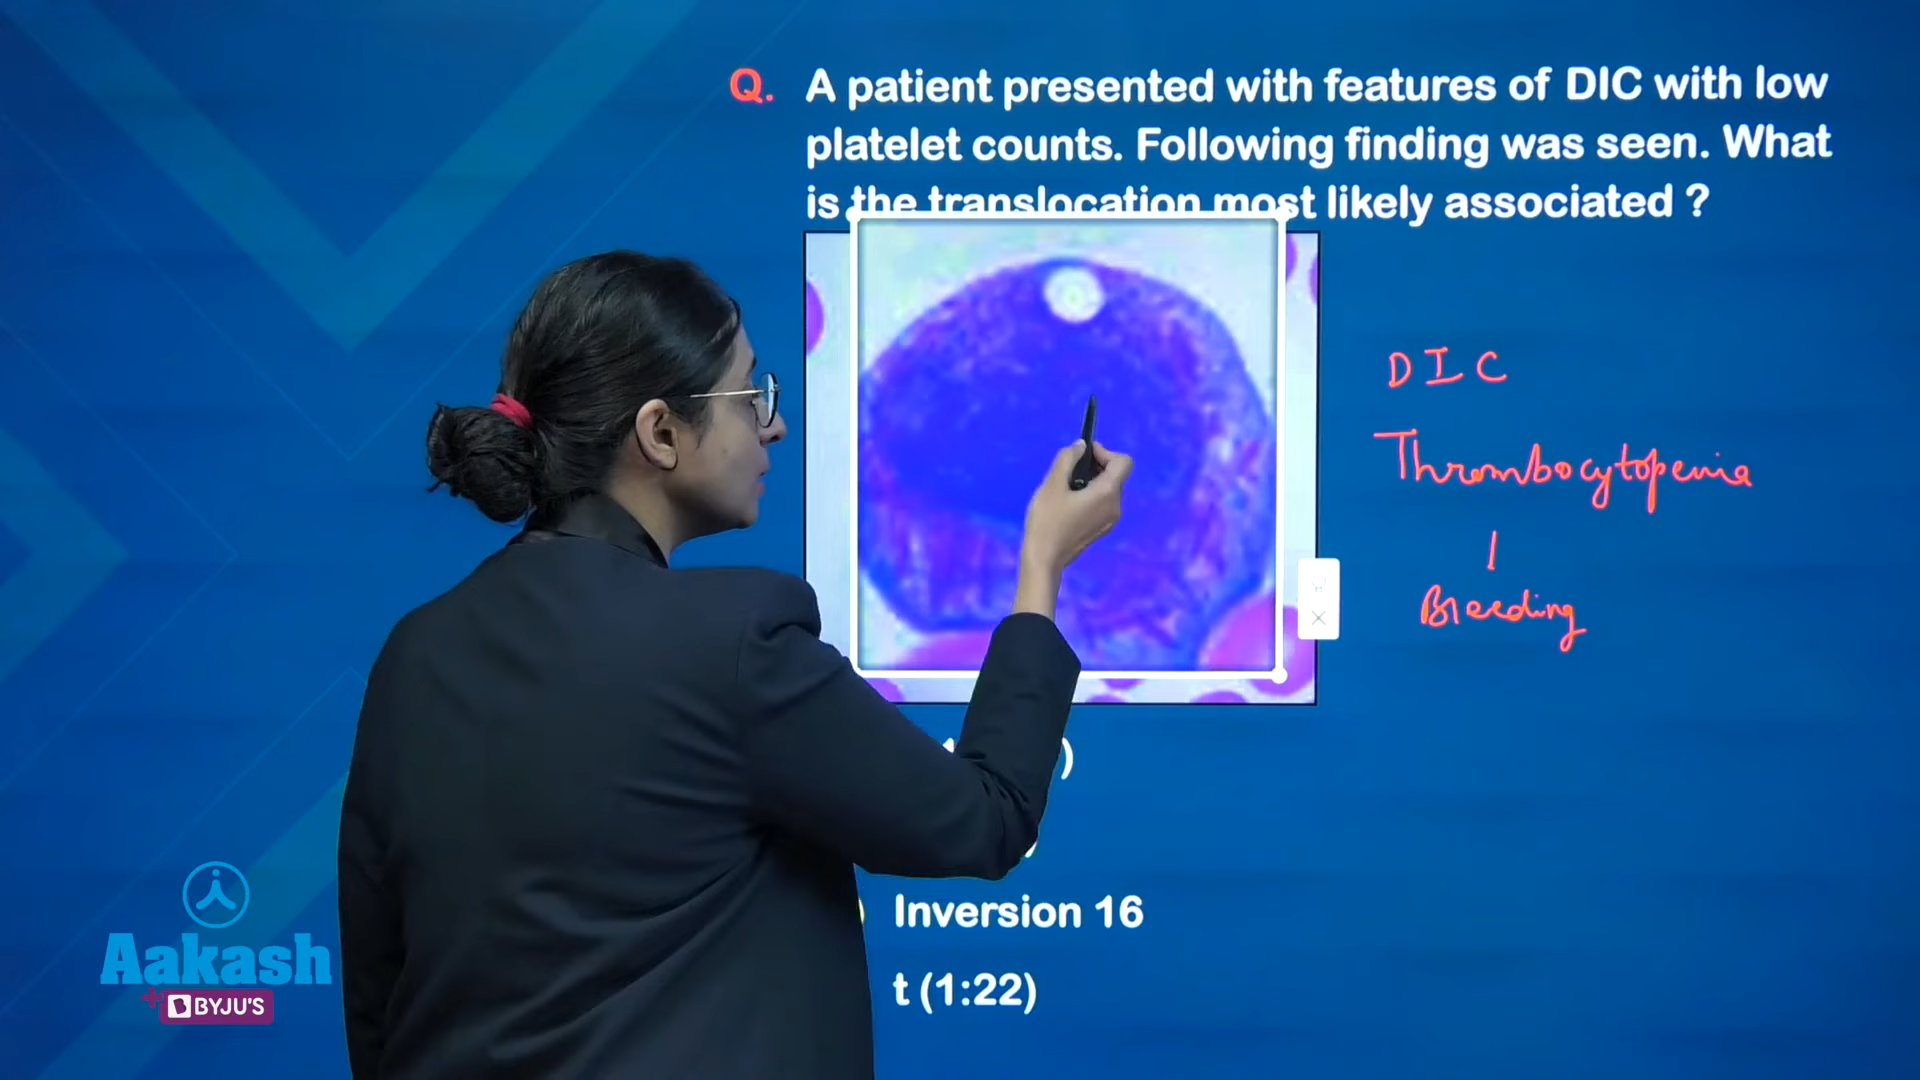 Q. A patient presented with features of DIC with low
platelet counts. Following finding was seen. What
is the translocation most likely associated ?
DIC
Thrombocytopenia
Bleeding
)
Inversion 16
t (1:22)
Aakash
BYJU'S